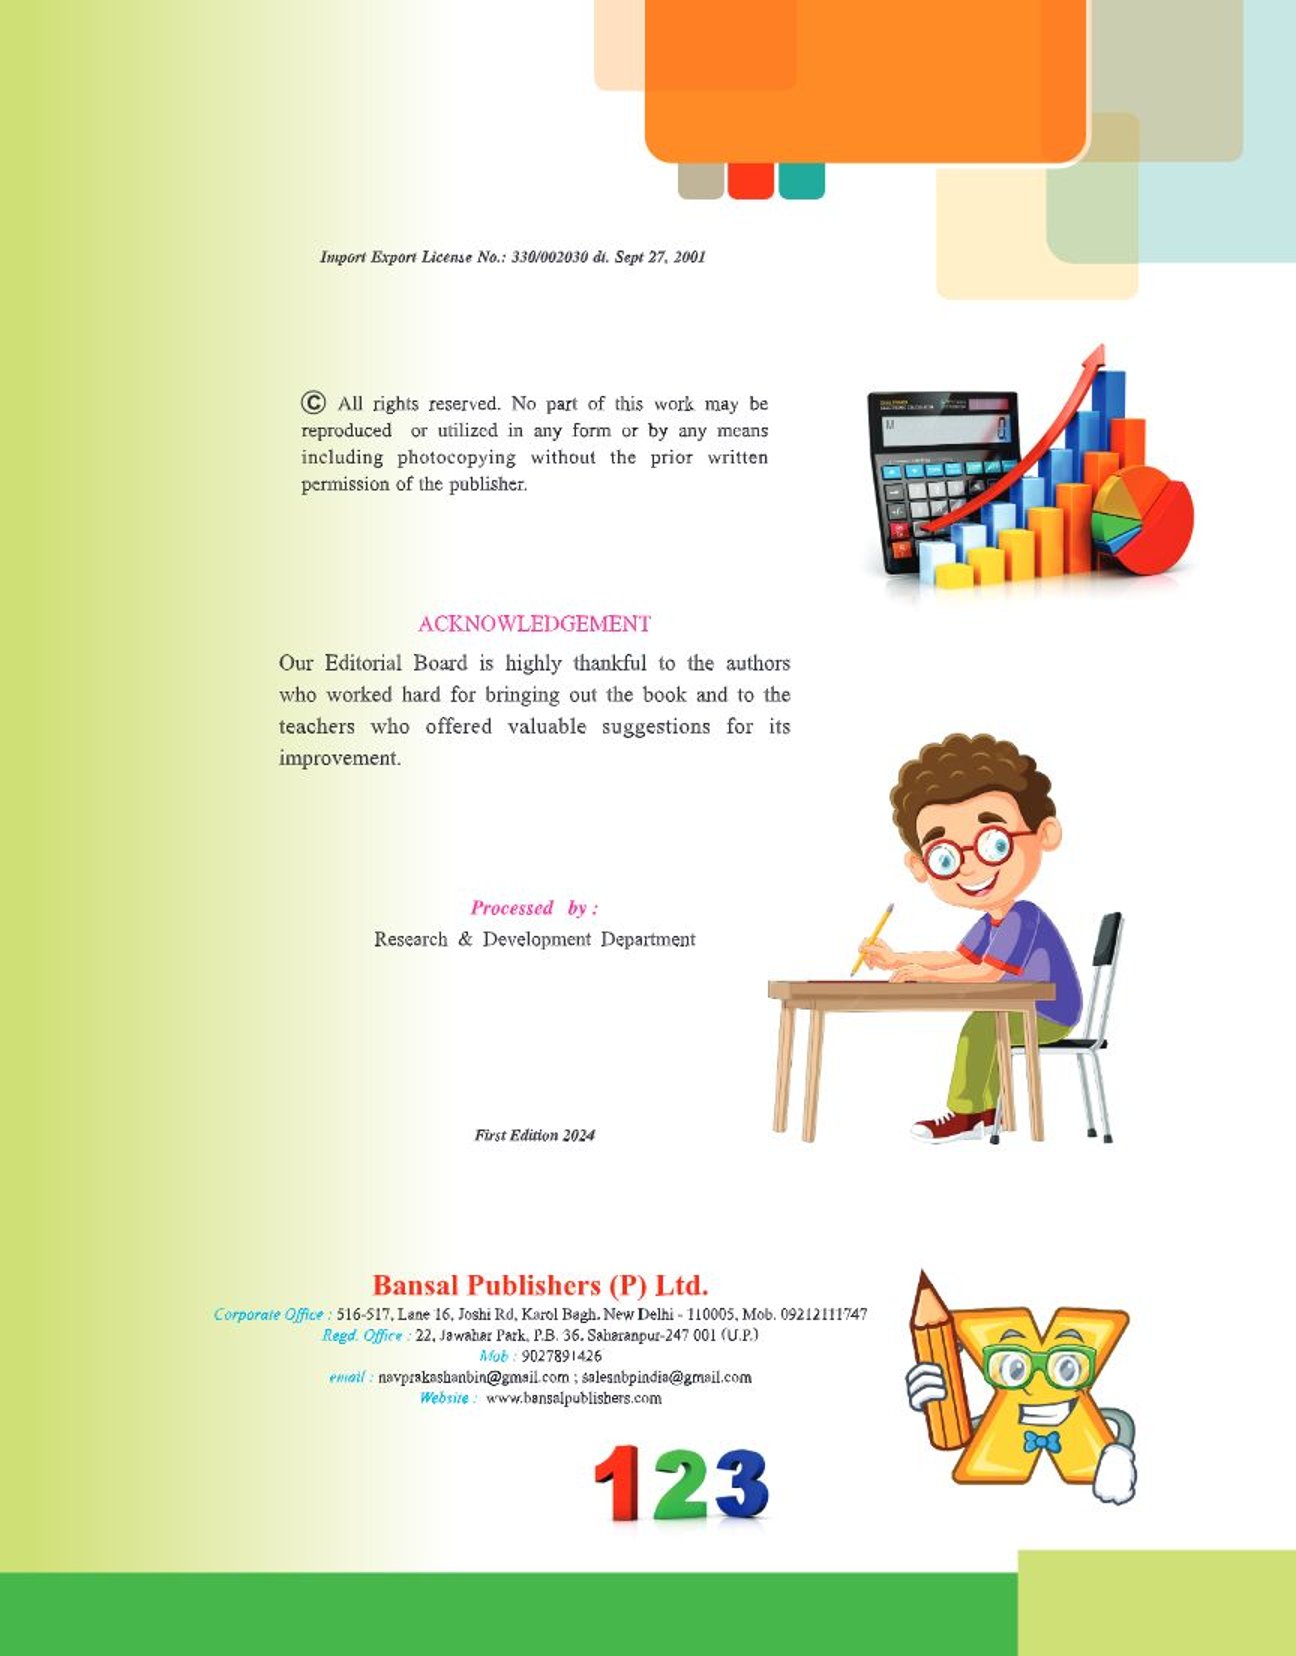 Import Export License No.: 330/002030 dt. Sept 27, 2001
© All rights reserved. No part of this work may be
reproduced or utilized in any form or by any means
including photocopying without the prior written
permission of the publisher.
ACKNOWLEDGEMENT
Our Editorial Board is highly thankful to the authors
who worked hard for bringing out the book and to the
teachers who offered valuable suggestions for its
improvement.
Processed by :
Research & Development Department
First Edition 2024
Bansal Publishers (P) Ltd.
Corporate Office : 516-517, Lane 16, Joshi Rd, Karol Bagh. New Delhi - 110005, Mob. 09212111747
Regd. Office : 22, Jawahar Park, P.B. 36. Saharanpur-247 001 (U.P.)
Mob : 9027891426
email : navprakashanbin@gmail.com ; salesnbpindia@gmail.com
Website : www.bansalpublishers.com
123